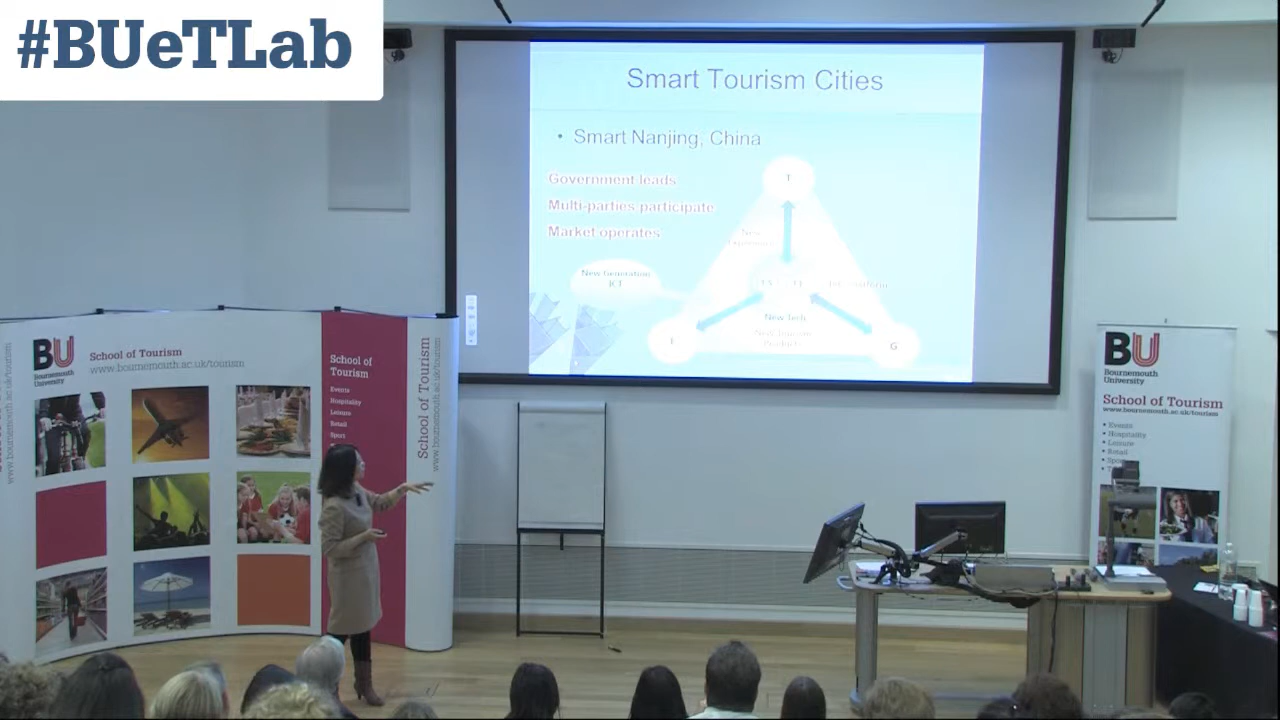 #BUeTLab
Smart Tourism Cities
• Smart Nanjing, China
Government leads
Multi-parties participate
Market operates
T
New
New Generation
ICT
New Tech
G
BU
Bournemouth
University
School of Tourism
www.bournemouth.ac.uk/tourism
School of
Tourism
Events
Hospitality
Leisure
Retail
Sport
School of Tourism
www.bournemouth.ac.uk/tourism
BU
Bournemouth
University
School of Tourism
www.bournemouth.ac.uk/tourism
• Events
• Hospitality
• Leisure
• Retail